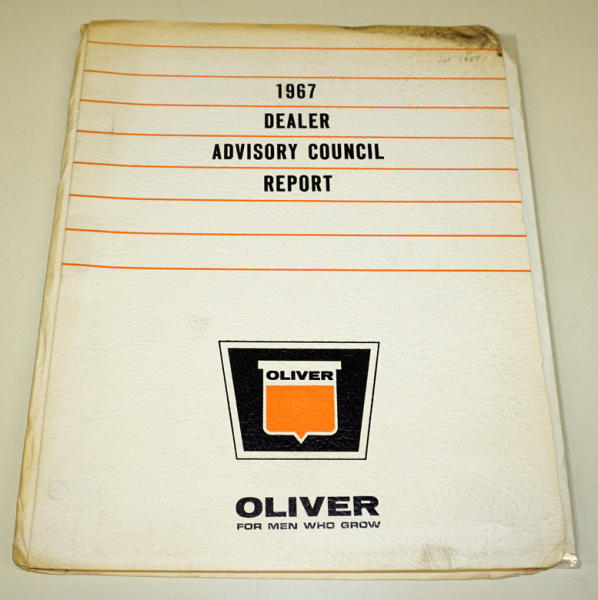 1967
DEALER
ADVISORY COUNCIL
REPORT
OLIVER
OLIVER
FOR MEN WHO GROW